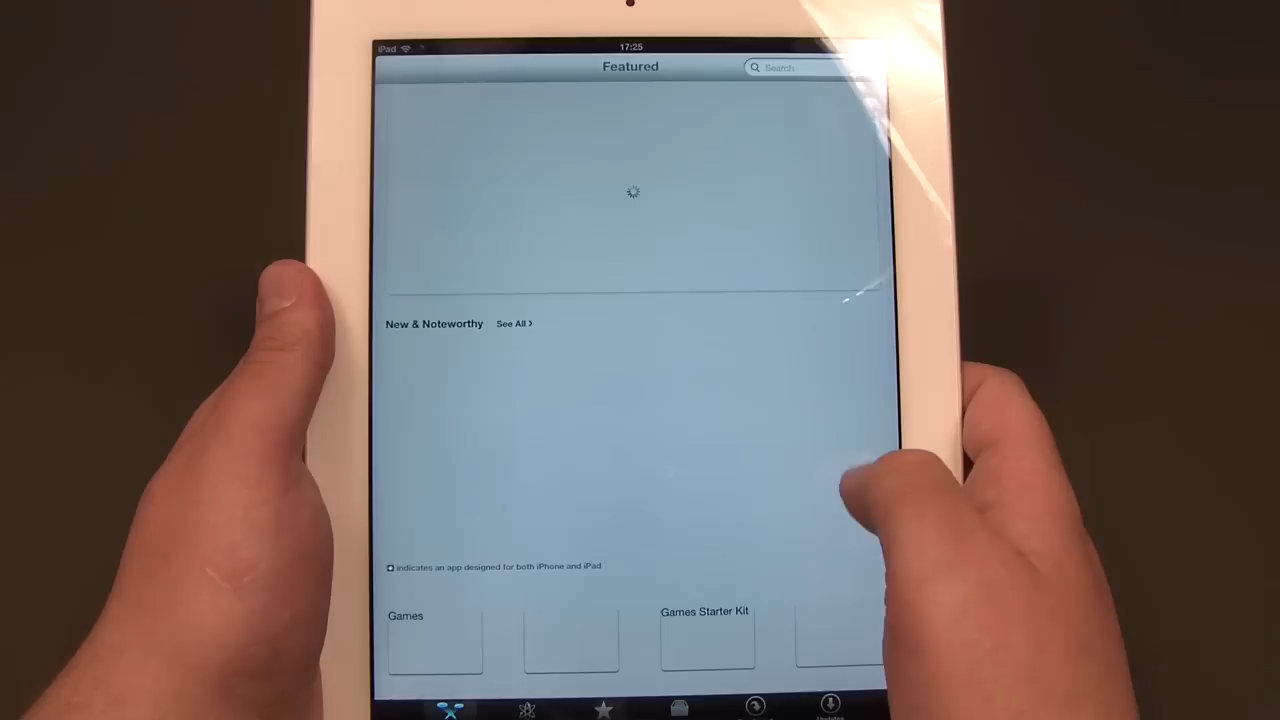 iPad
17:25
Featured
Search
New & Noteworthy See All >
+ indicates an app designed for both iPhone and iPad
Games
Games Starter Kit